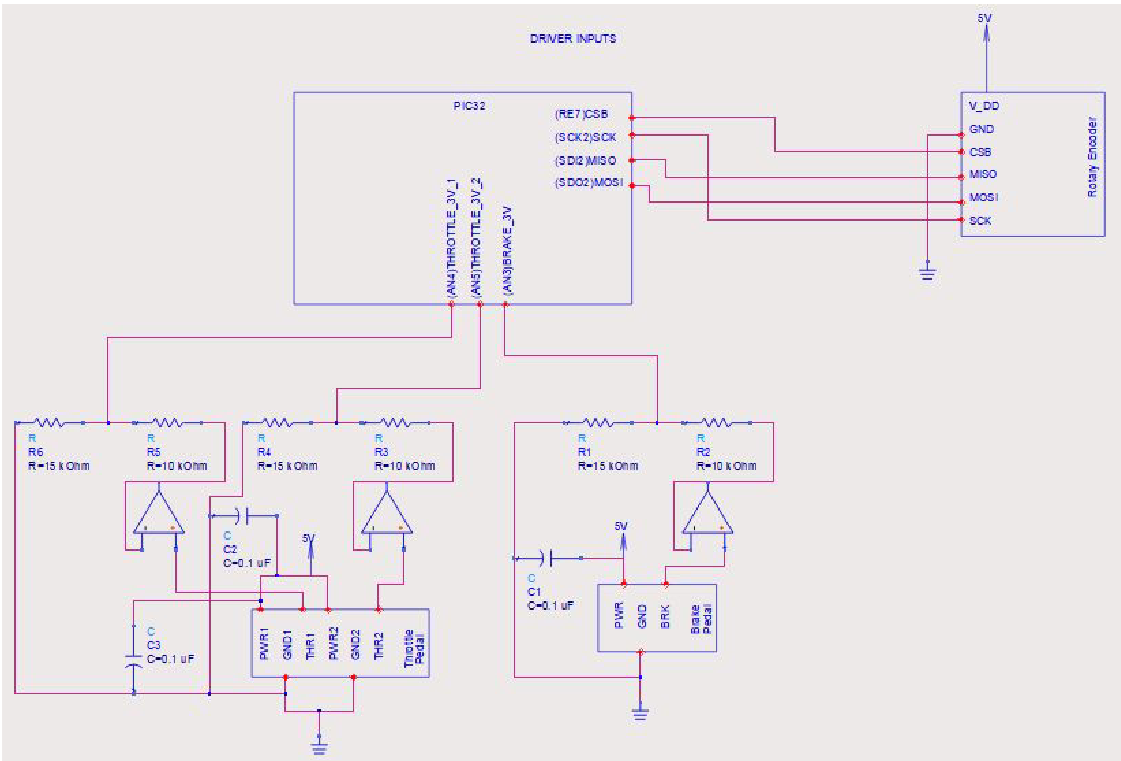 DRIVER INPUTS
5V
PIC32
(RE7)CSB
(SCK2)SCK
(SDI2)MISO
(SDO2)MOSI
(AN4)THROTTLE_3V_1
(AN5)THROTTLE_3V_2
(AN3)BRAKE_3V
V_DD
GND
CSB
MISO
MOSI
SCK
Rotary Encoder
R
R6
R=15 kOhm
R
R5
R=10 kOhm
R
R4
R=15 kOhm
R
R3
R=10 kOhm
R
R1
R=15 kOhm
R
R2
R=10 kOhm
C
C2
C=0.1 uF
5V
C
C3
C=0.1 uF
PWR1
GND1
THR1
PWR2
GND2
THR2
Throttle
Pedal
5V
C
C1
C=0.1 uF
PWR
GND
BRK
Brake
Pedal